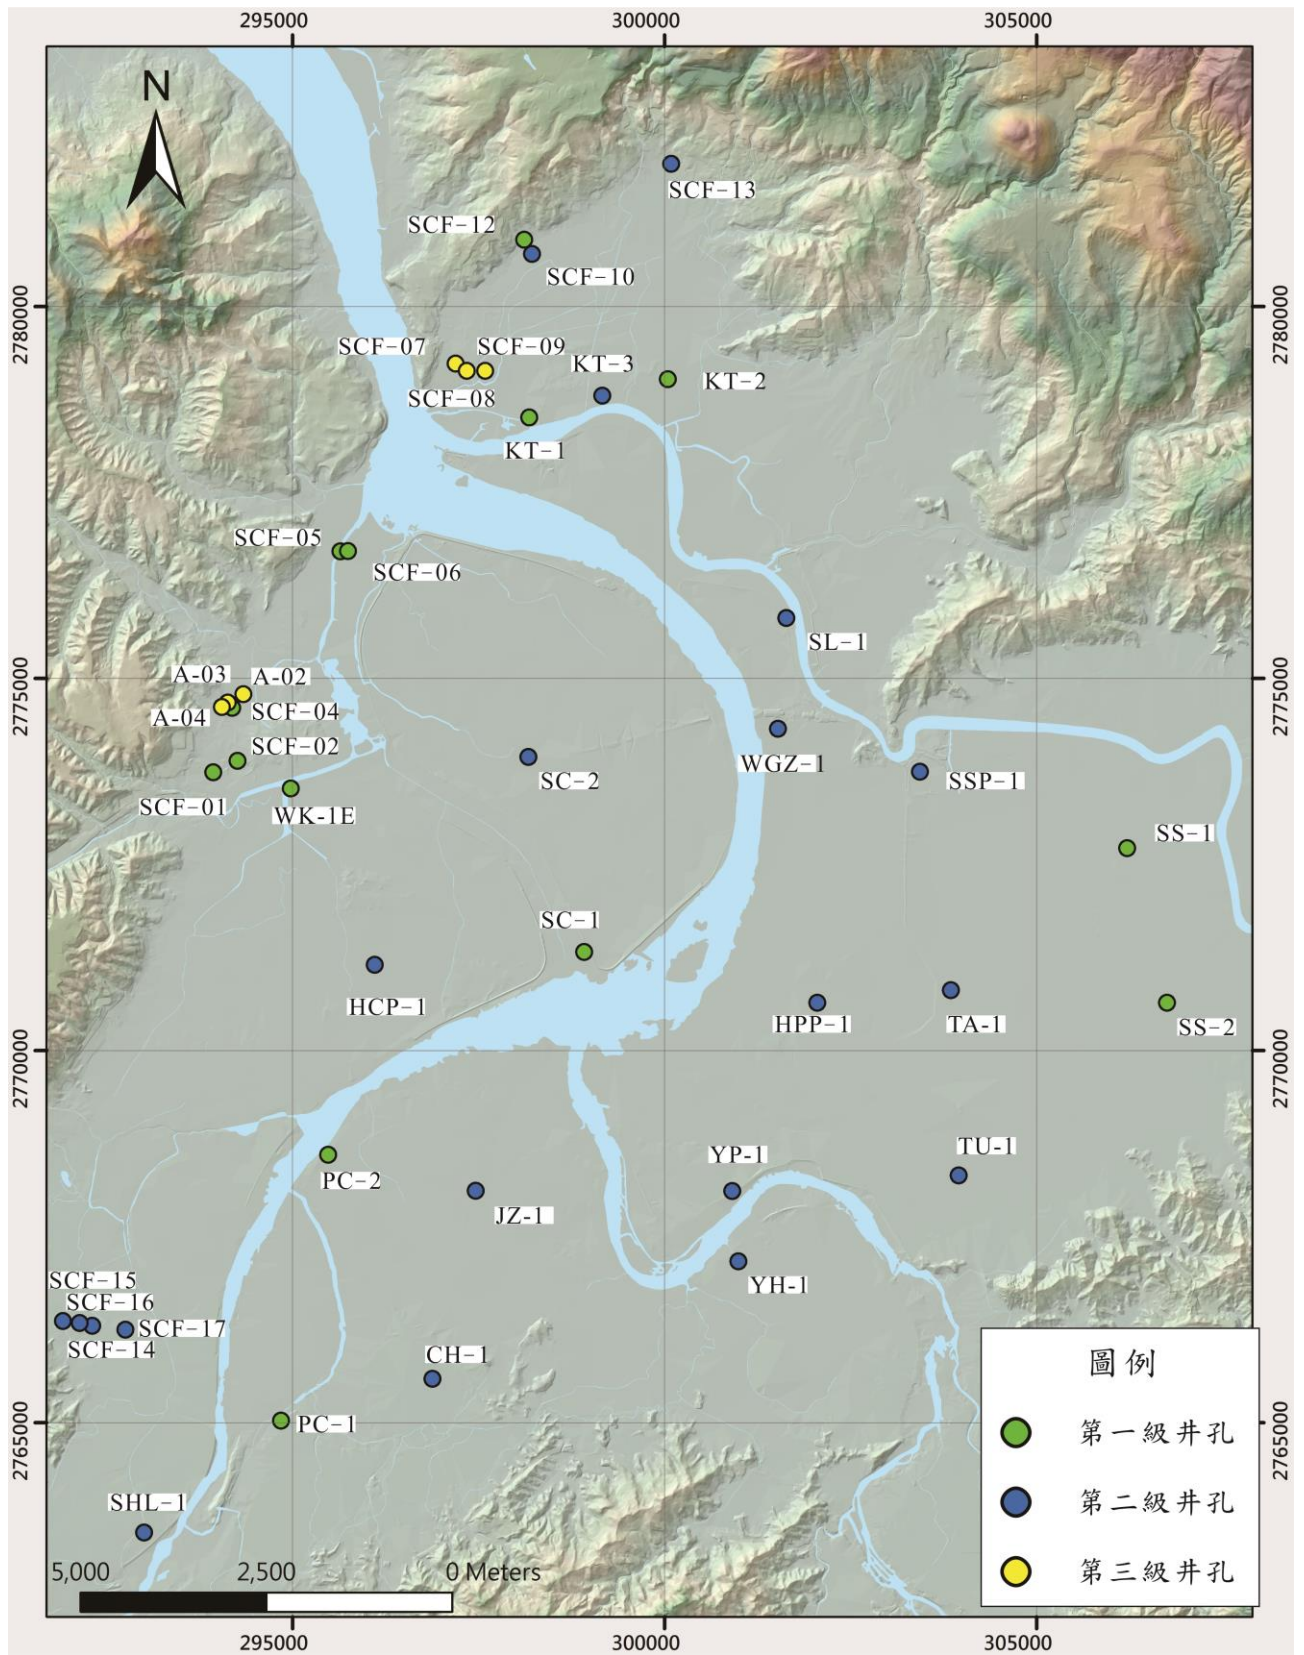 295000
300000
305000
N
SCF-13
SCF-12
SCF-10
2780000
2780000
SCF-07
SCF-09
KT-3
KT-2
SCF-08
KT-1
SCF-05
SCF-06
SL-1
A-03
A-02
2775000
2775000
A-04
SCF-04
SCF-02
WGZ-1
SC-2
SSP-1
SCF-01
WK-1E
SS-1
SC-1
HCP-1
HPP-1
TA-1
SS-2
2770000
2770000
YP-1
TU-1
PC-2
JZ-1
YH-1
SCF-15
SCF-16
SCF-17
SCF-14
CH-1
PC-1
2765000
2765000
SHL-1
圖例
第一級井孔
第二級井孔
第三級井孔
5,000
2,500
0 Meters
295000
300000
305000